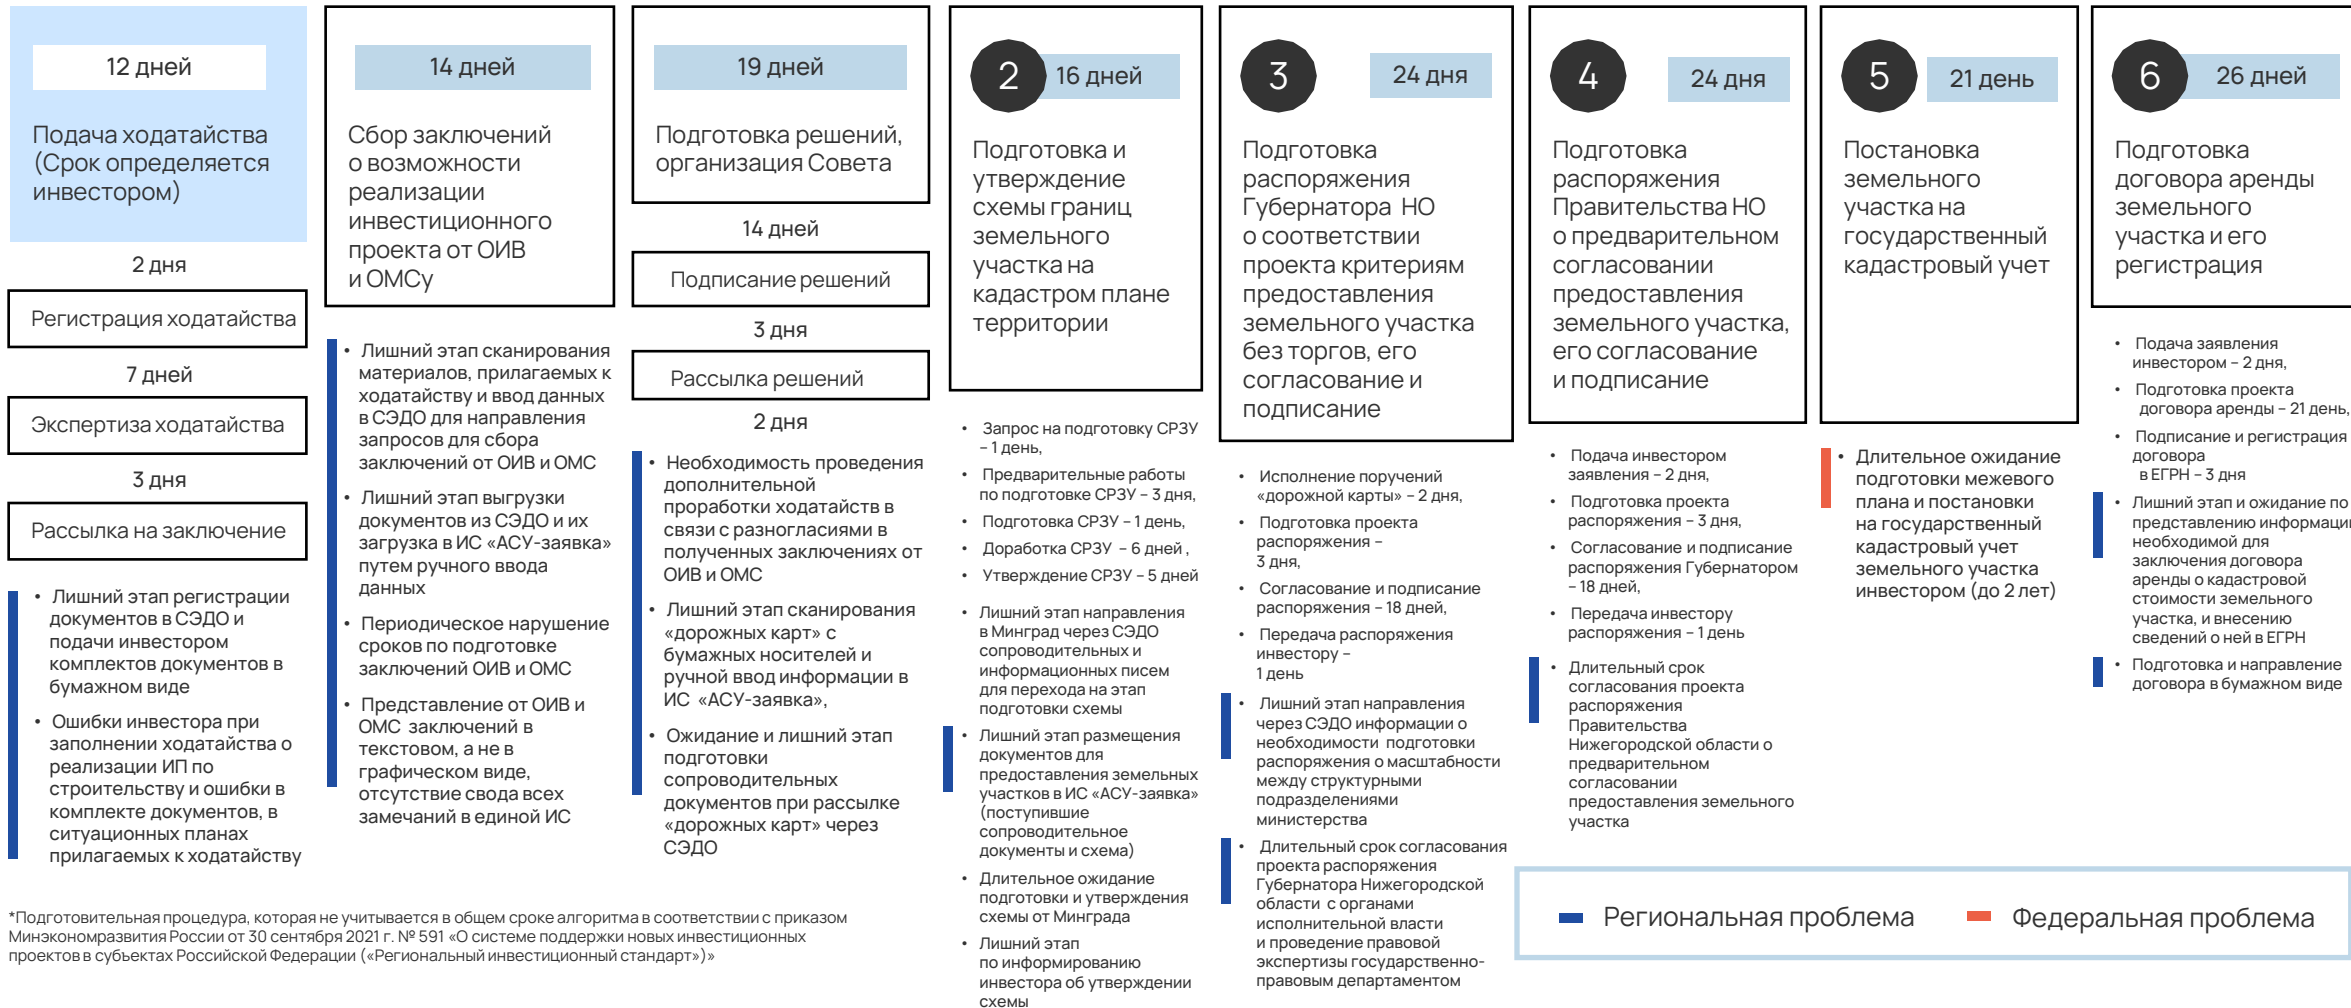 12 дней
Подача ходатайства
(Срок определяется
инвестором)
2 дня
Регистрация ходатайства
7 дней
Экспертиза ходатайства
3 дня
Рассылка на заключение
• Лишний этап регистрации
документов в СЭДО и
подачи инвестором
комплектов документов в
бумажном виде
• Ошибки инвестора при
заполнении ходатайства о
реализации ИП по
строительству и ошибки в
комплекте документов, в
ситуационных планах
прилагаемых к ходатайству
14 дней
Сбор заключений
о возможности
реализации
инвестиционного
проекта от ОИВ
и ОМСу
• Лишний этап сканирования
материалов, прилагаемых к
ходатайству и ввод данных
в СЭДО для направления
запросов для сбора
заключений от ОИВ и ОМС
• Лишний этап выгрузки
документов из СЭДО и их
загрузка в ИС «АСУ-заявка»
путем ручного ввода
данных
• Периодическое нарушение
сроков по подготовке
заключений ОИВ и ОМС
• Представление от ОИВ и
ОМС заключений в
текстовом, а не в
графическом виде,
отсутствие свода всех
замечаний в единой ИС
19 дней
Подготовка решений,
организация Совета
14 дней
Подписание решений
3 дня
Рассылка решений
2 дня
• Необходимость проведения
дополнительной
проработки ходатайств в
связи с разногласиями в
полученных заключениях от
ОИВ и ОМС
• Лишний этап сканирования
«дорожных карт» с
бумажных носителей и
ручной ввод информации в
ИС «АСУ-заявка»,
• Ожидание и лишний этап
подготовки
сопроводительных
документов при рассылке
«дорожных карт» через
СЭДО
2
16 дней
Подготовка и
утверждение
схемы границ
земельного
участка на
кадастром плане
территории
• Запрос на подготовку СРЗУ
– 1 день,
• Предварительные работы
по подготовке СРЗУ – 3 дня,
• Подготовка СРЗУ – 1 день,
• Доработка СРЗУ – 6 дней ,
• Утверждение СРЗУ – 5 дней
• Лишний этап направления
в Минград через СЭДО
сопроводительных и
информационных писем
для перехода на этап
подготовки схемы
• Лишний этап размещения
документов для
предоставления земельных
участков в ИС «АСУ-заявка»
(поступившие
сопроводительное
документы и схема)
• Длительное ожидание
подготовки и утверждения
схемы от Минграда
• Лишний этап
по информированию
инвестора об утверждении
схемы
3
24 дня
Подготовка
распоряжения
Губернатора НО
о соответствии
проекта критериям
предоставления
земельного участка
без торгов, его
согласование и
подписание
• Исполнение поручений
«дорожной карты» – 2 дня,
• Подготовка проекта
распоряжения –
3 дня,
• Согласование и подписание
распоряжения – 18 дней,
• Передача распоряжения
инвестору –
1 день
• Лишний этап направления
через СЭДО информации о
необходимости подготовки
распоряжения о масштабности
между структурными
подразделениями
министерства
• Длительный срок согласования
проекта распоряжения
Губернатора Нижегородской
области с органами
исполнительной власти
и проведение правовой
экспертизы государственно-
правовым департаментом
4
24 дня
Подготовка
распоряжения
Правительства НО
о предварительном
согласовании
предоставления
земельного участка,
его согласование
и подписание
• Подача инвестором
заявления – 2 дня,
• Подготовка проекта
распоряжения – 3 дня,
• Согласование и подписание
распоряжения Губернатором
– 18 дней,
• Передача инвестору
распоряжения – 1 день
• Длительный срок
согласования проекта
распоряжения
Правительства
Нижегородской области о
предварительном
согласовании
предоставления земельного
участка
5
21 день
Постановка
земельного
участка на
государственный
кадастровый учет
• Длительное ожидание
подготовки межевого
плана и постановки
на государственный
кадастровый учет
земельного участка
инвестором (до 2 лет)
6
26 дней
Подготовка
договора аренды
земельного
участка и его
регистрация
• Подача заявления
инвестором – 2 дня,
• Подготовка проекта
договора аренды – 21 день,
• Подписание и регистрация
договора
в ЕГРН – 3 дня
• Лишний этап и ожидание по
представлению информаци
необходимой для
заключения договора
аренды о кадастровой
стоимости земельного
участка, и внесению
сведений о ней в ЕГРН
• Подготовка и направление
договора в бумажном виде
Региональная проблема
Федеральная проблема
*Подготовительная процедура, которая не учитывается в общем сроке алгоритма в соответствии с приказом
Минэкономразвития России от 30 сентября 2021 г. № 591 «О системе поддержки новых инвестиционных
проектов в субъектах Российской Федерации («Региональный инвестиционный стандарт»)»